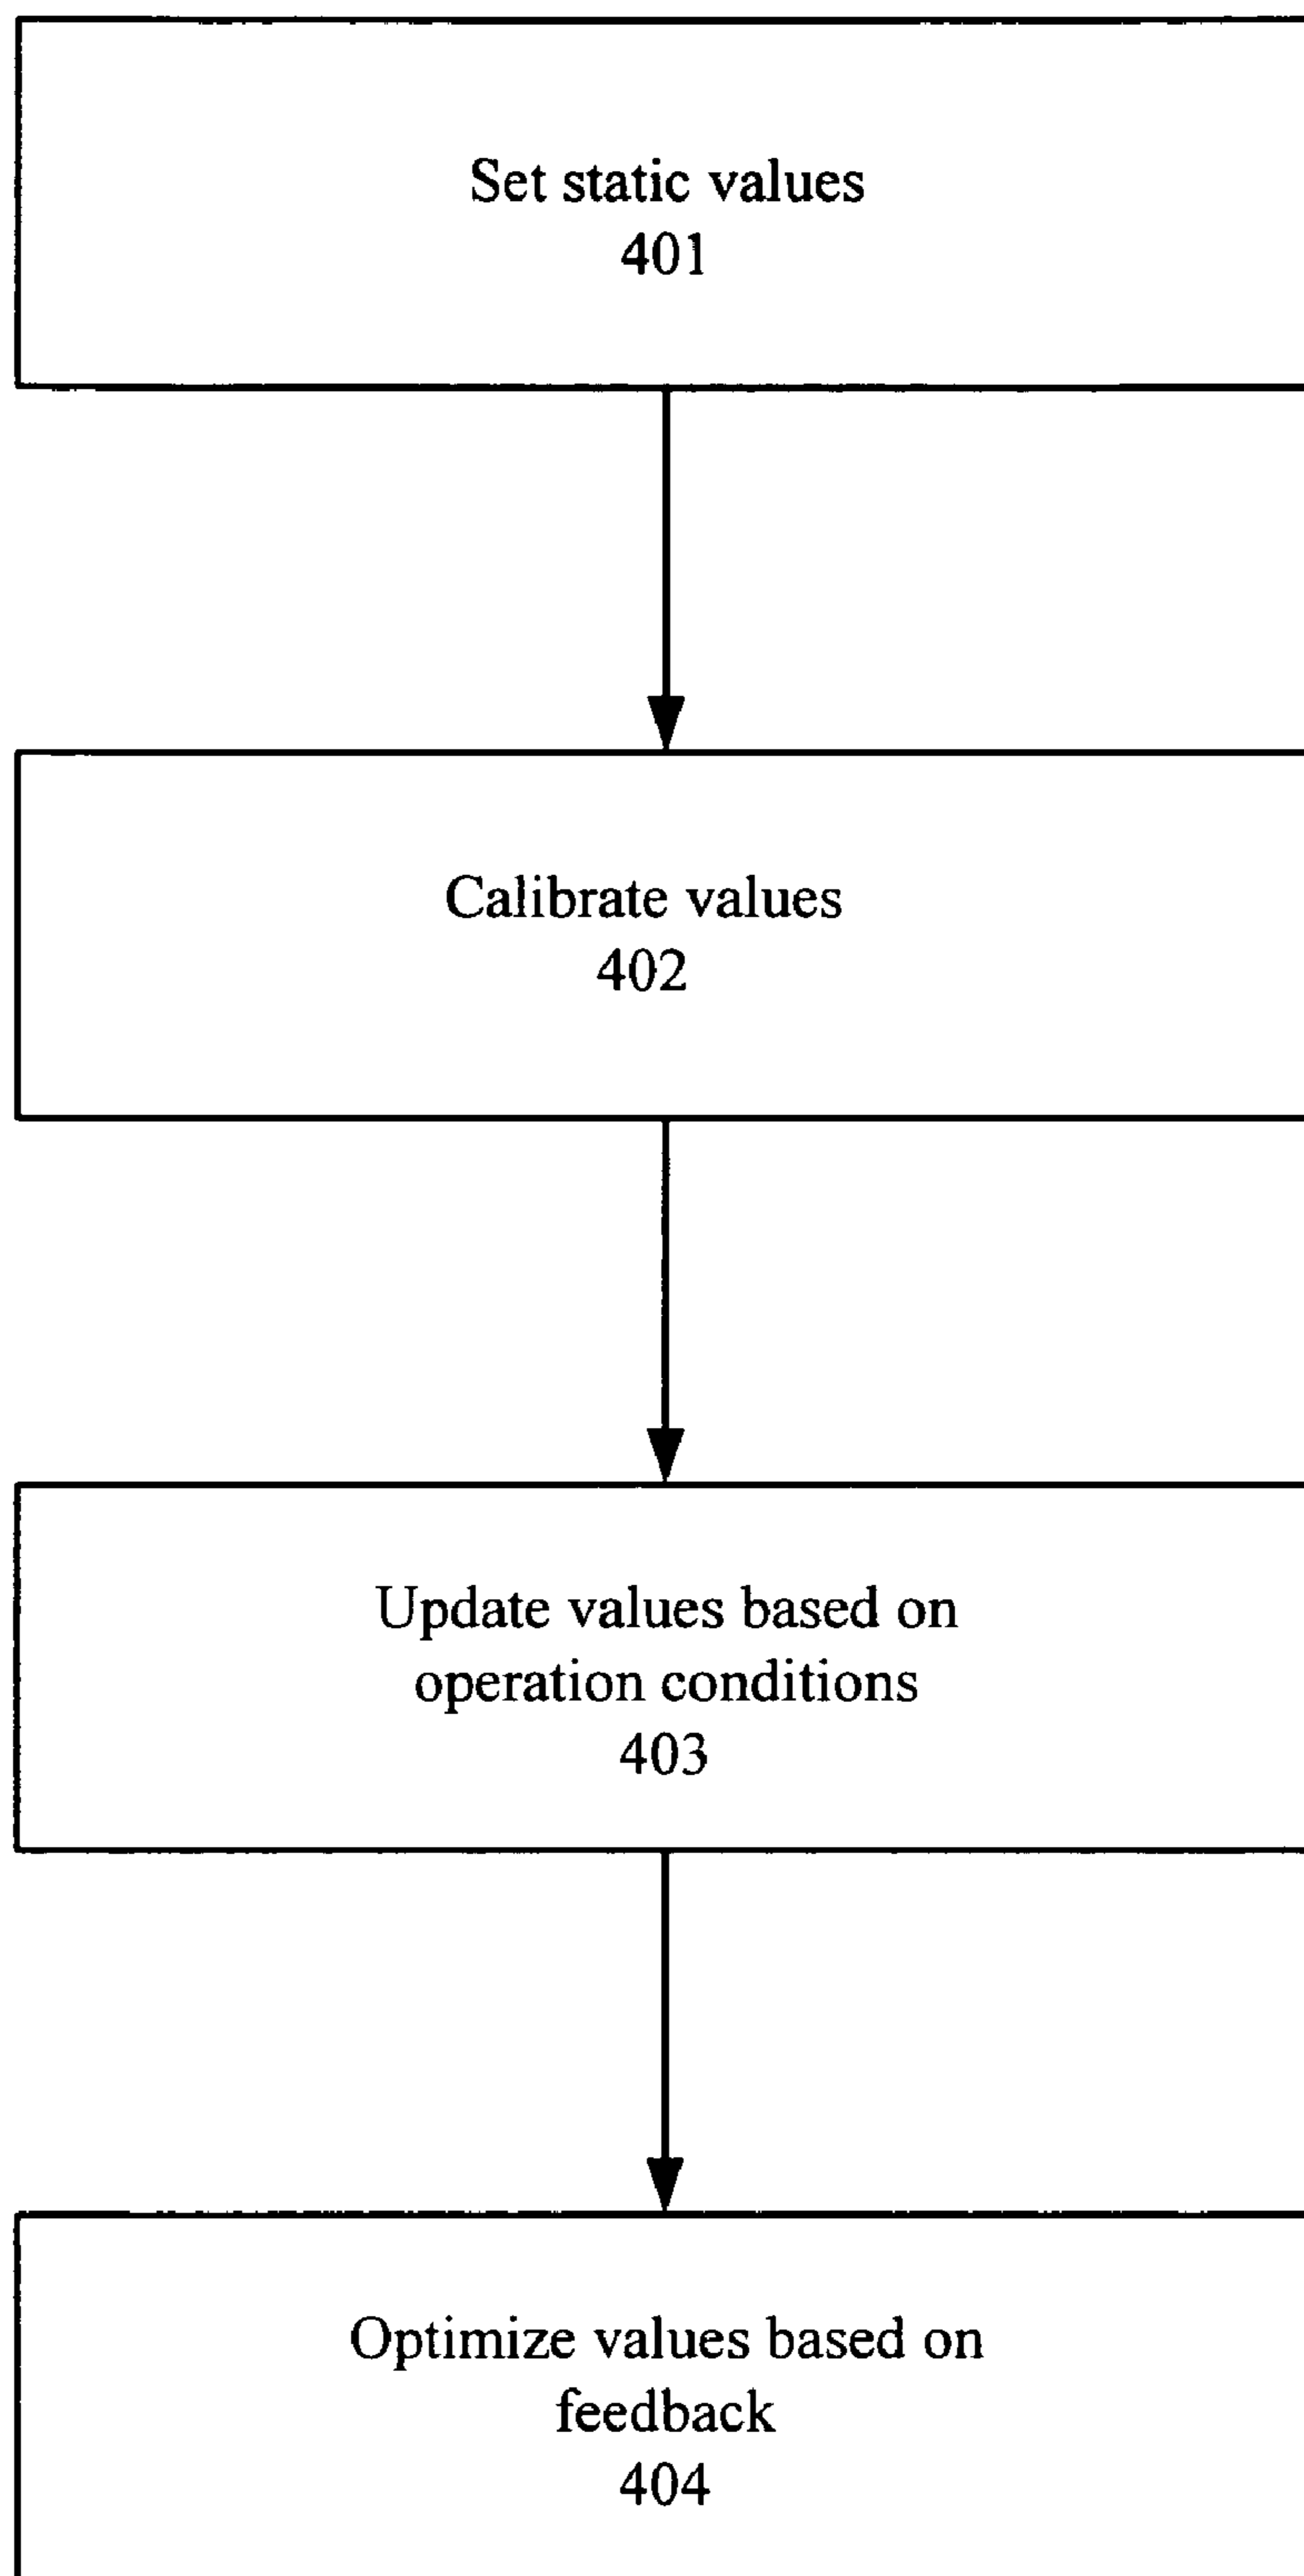 Set static values
401
Calibrate values
402
Update values based on
operation conditions
403
Optimize values based on
feedback
404